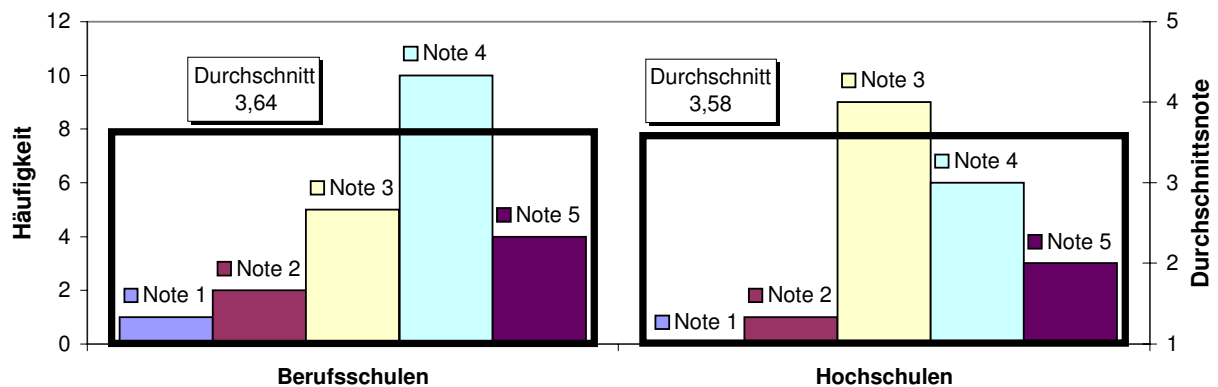 12
10
8
6
4
2
0
Häufigkeit
Durchschnitt
3,64
Note 1
Note 2
Note 3
Note 4
Note 5
Berufsschulen
Durchschnitt
3,58
Note 1
Note 2
Note 3
Note 4
Note 5
Hochschulen
5
4
3
2
1
Durchschnittsnote